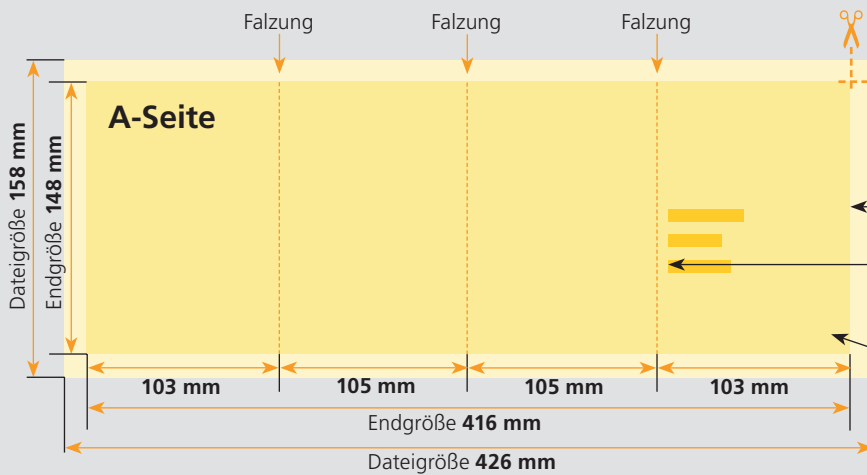 Falzung Falzung Falzung
A-Seite
Dateigröße 158 mm
Endgröße 148 mm
103 mm 105 mm 105 mm 103 mm
Endgröße 416 mm
Dateigröße 426 mm